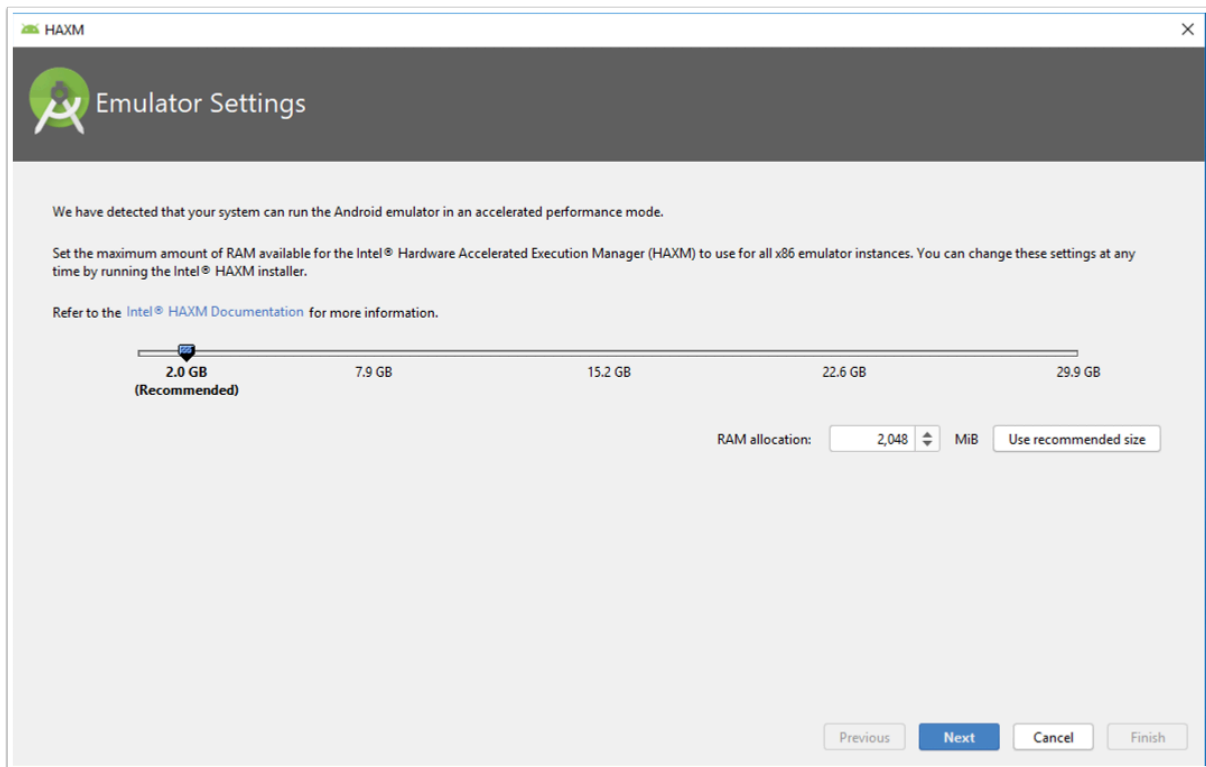 HAXM
Emulator Settings
We have detected that your system can run the Android emulator in an accelerated performance mode.
Set the maximum amount of RAM available for the Intel® Hardware Accelerated Execution Manager (HAXM) to use for all x86 emulator instances. You can change these settings at any
time by running the Intel® HAXM installer.
Refer to the Intel® HAXM Documentation for more information.
2.0 GB 7.9 GB 15.2 GB 22.6 GB 29.9 GB
(Recommended)
RAM allocation: 2,048 MiB Use recommended size
Previous Next Cancel Finish